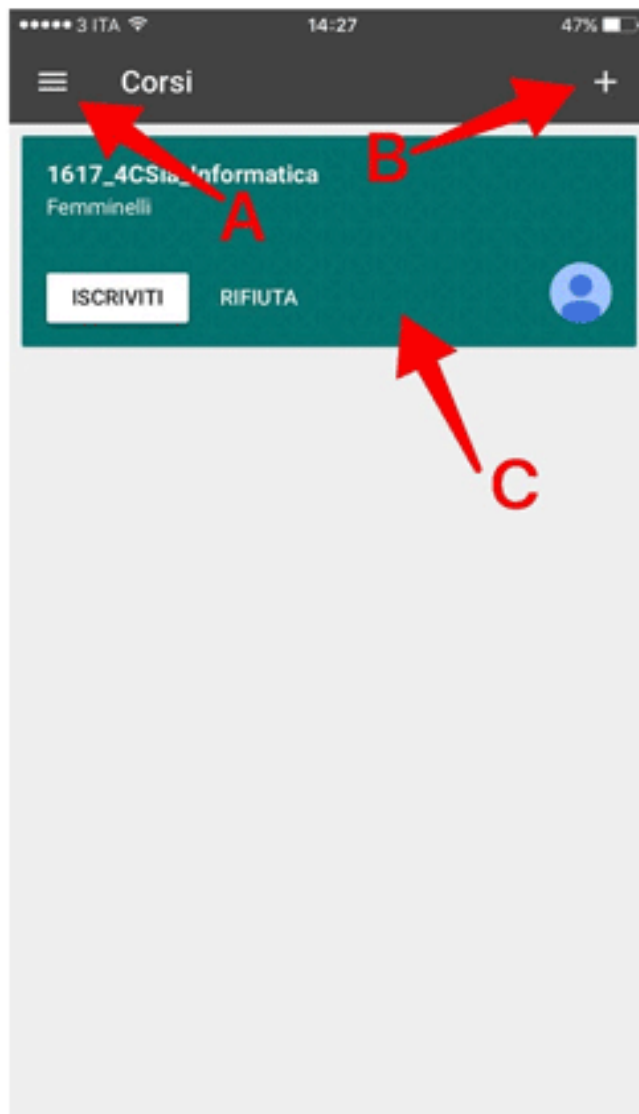 3 ITA 14:27 47%
Corsi
B
1617_4CSia_Informatica
Femminelli
A
ISCRIVITI RIFIUTA
C